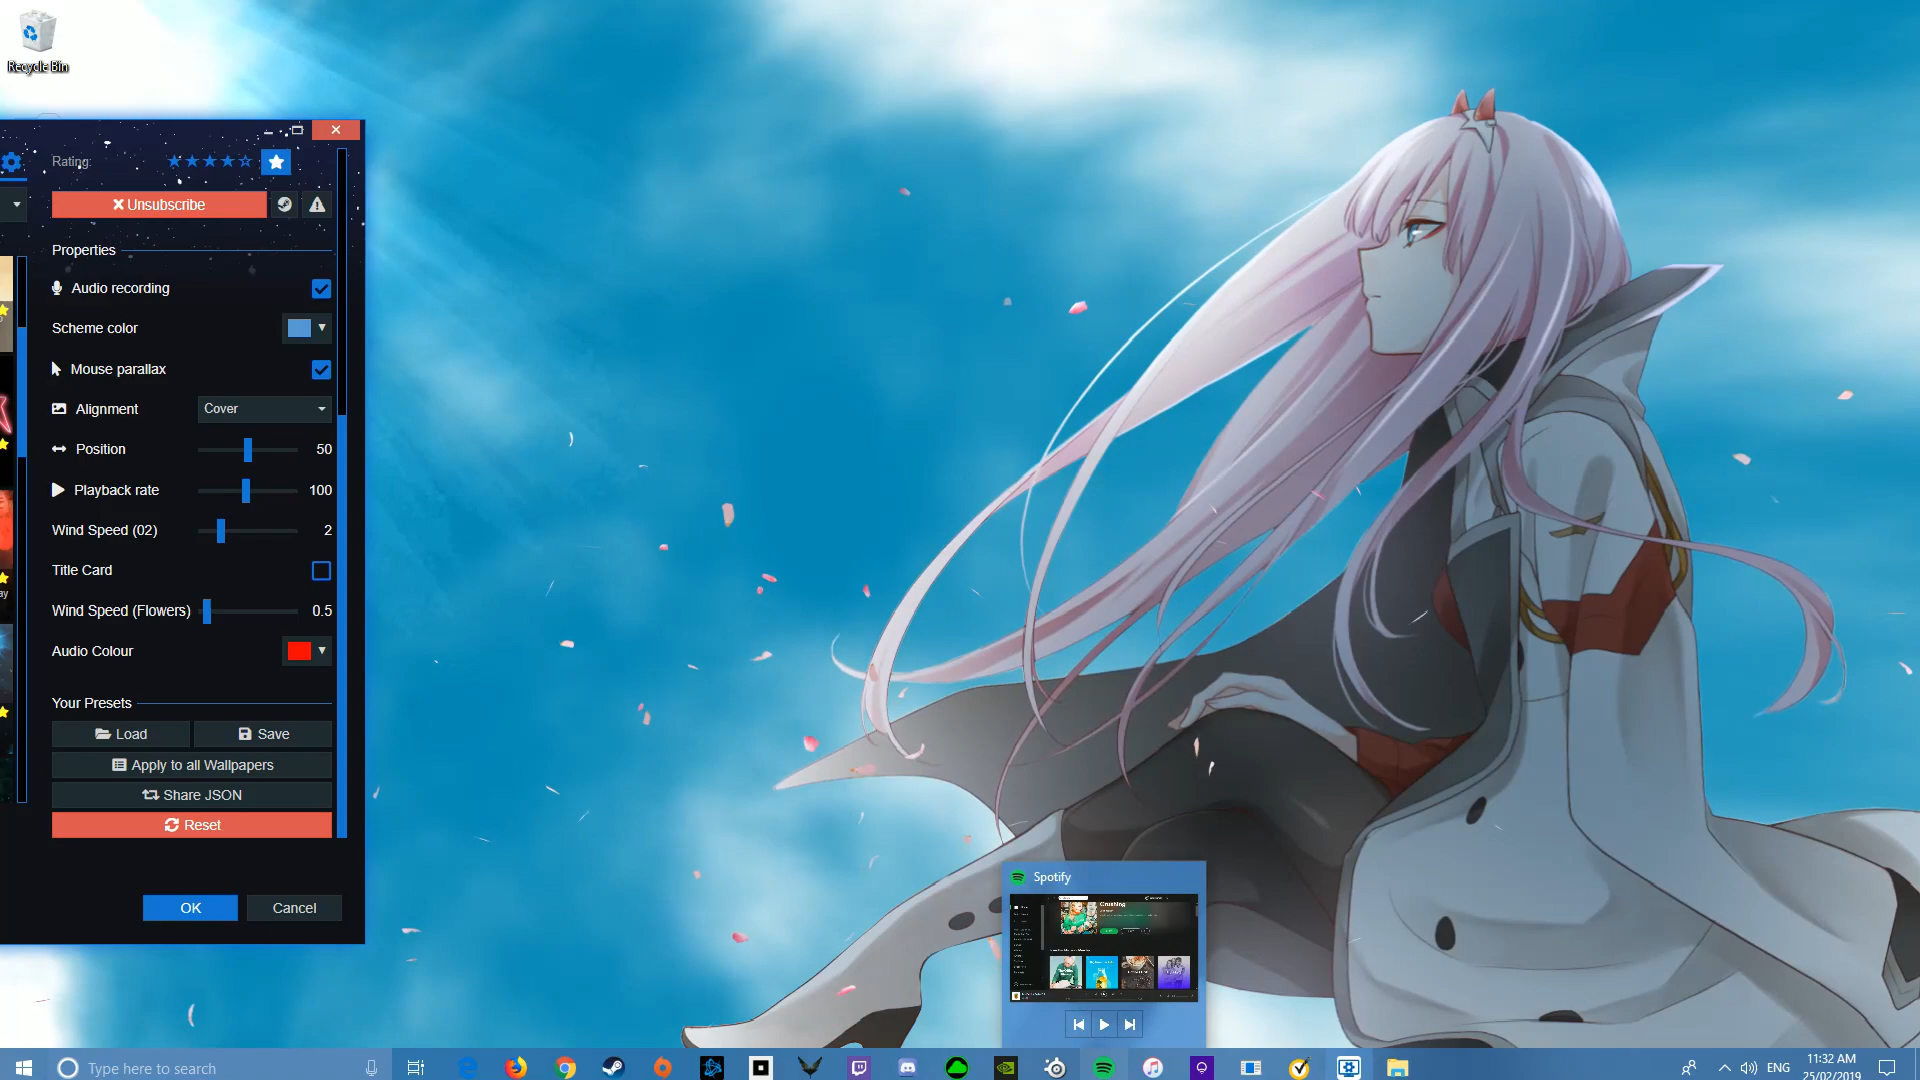 Recycle Bin
Rating:
Unsubscribe
Properties
Audio recording
Scheme color
Mouse parallax
Alignment
Cover
Position
50
Playback rate
100
Wind Speed (02)
2
Title Card
Wind Speed (Flowers)
0.5
Audio Colour
Your Presets
Load
Save
Apply to all Wallpapers
Share JSON
Reset
OK
Cancel
ay
Spotify
Crushing
Type here to search
ENG
11:32 AM
25/02/2019